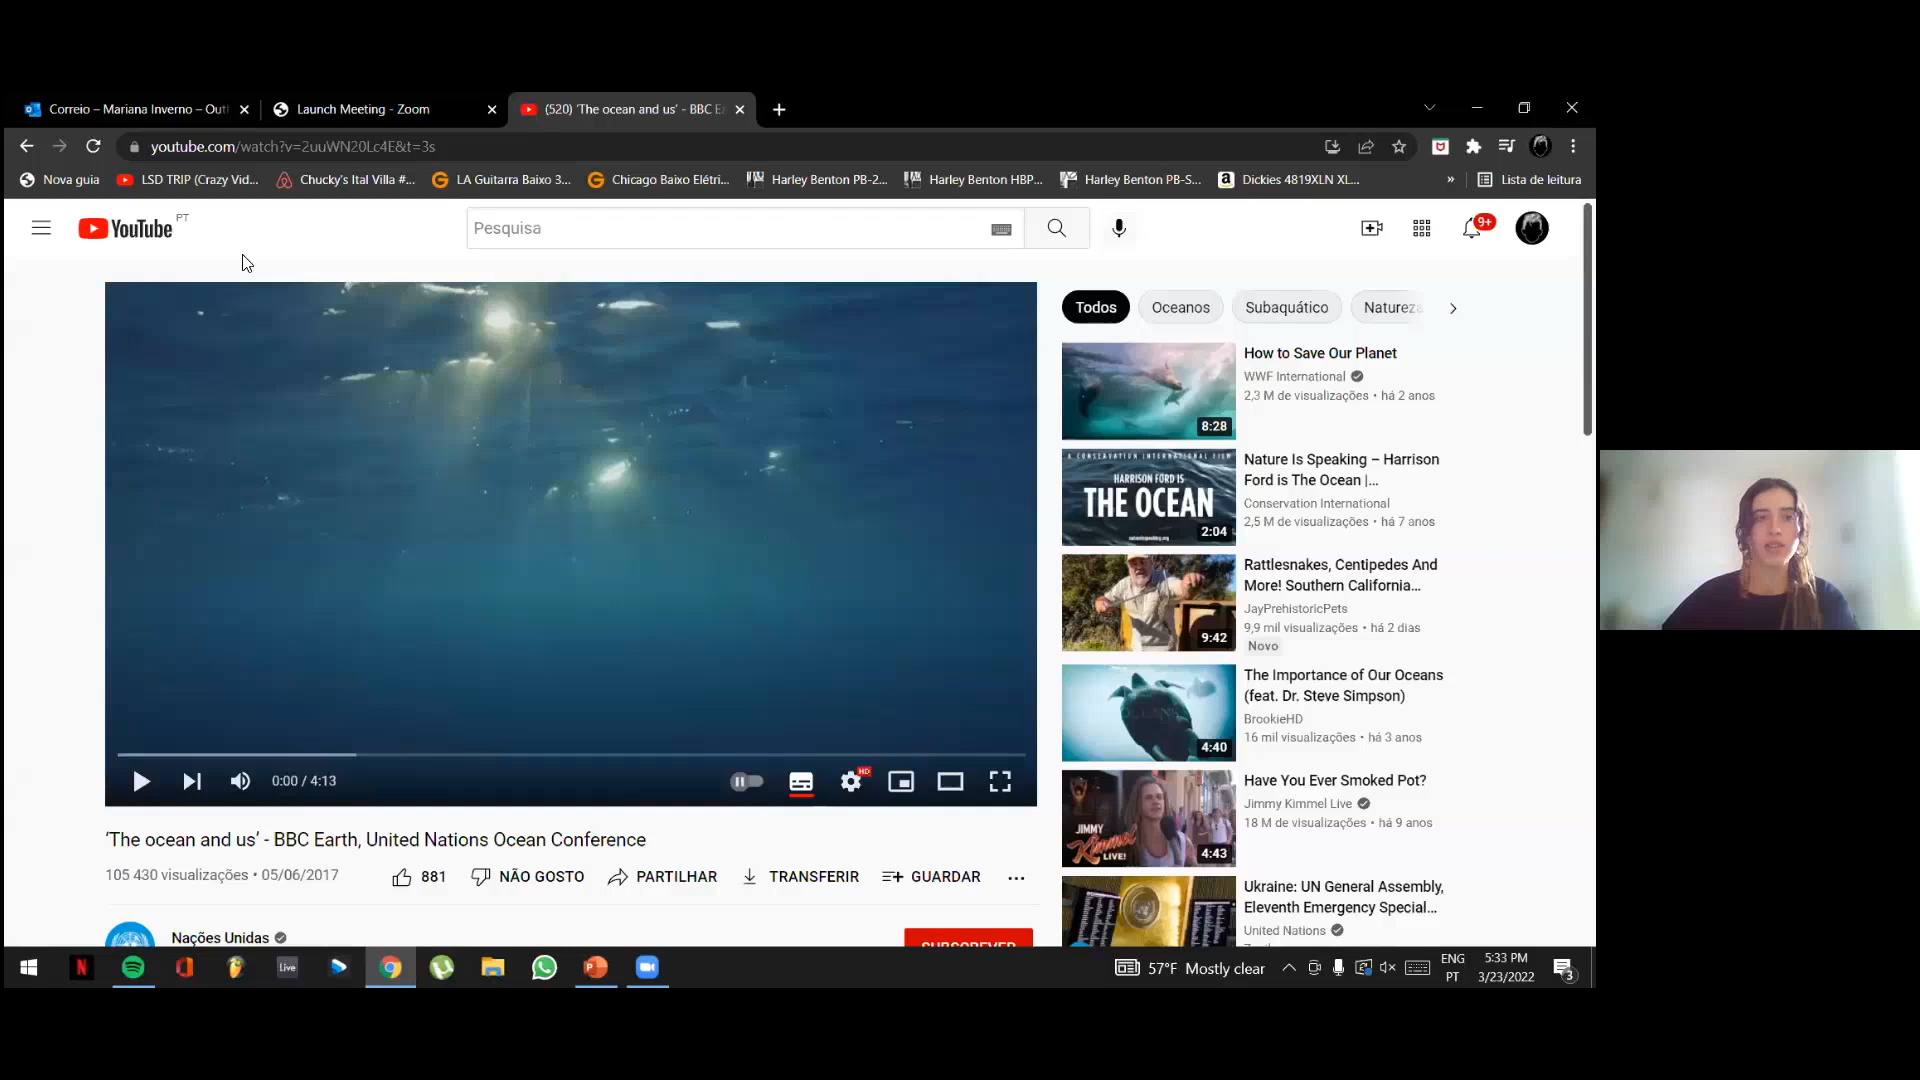 Correio – Mariana Inverno – Out
Launch Meeting - Zoom
(520) ‘The ocean and us’ - BBC E
youtube.com/watch?v=2uuWN20Lc4E&t=3s
Nova guia
LSD TRIP (Crazy Vid...
Chucky's Ital Villa #...
LA Guitarra Baixo 3...
Chicago Baixo Elétri...
Harley Benton PB-2...
Harley Benton HBP...
Harley Benton PB-S...
Dickies 4819XLN XL...
»
Lista de leitura
YouTube PT
Pesquisa
9+
Todos
Oceanos
Subaquático
Natureza
How to Save Our Planet
WWF International
2,3 M de visualizações • há 2 anos
8:28
A CONSERVATION INTERNATIONAL FILM
HARRISON FORD IS
THE OCEAN
2:04
Nature Is Speaking – Harrison
Ford is The Ocean |...
Conservation International
2,5 M de visualizações • há 7 anos
Rattlesnakes, Centipedes And
More! Southern California...
JayPrehistoricPets
9,9 mil visualizações • há 2 dias
Novo
9:42
The Importance of Our Oceans
(feat. Dr. Steve Simpson)
BrookieHD
16 mil visualizações • há 3 anos
4:40
Have You Ever Smoked Pot?
Jimmy Kimmel Live
18 M de visualizações • há 9 anos
JIMMY
KIMMEL
LIVE!
4:43
Ukraine: UN General Assembly,
Eleventh Emergency Special...
United Nations
0:00 / 4:13
HD
‘The ocean and us’ - BBC Earth, United Nations Ocean Conference
105 430 visualizações • 05/06/2017
881
NÃO GOSTO
PARTILHAR
TRANSFERIR
GUARDAR
Nações Unidas
SUBSCREVER
N
Live
57°F Mostly clear
ENG
PT
5:33 PM
3/23/2022
3